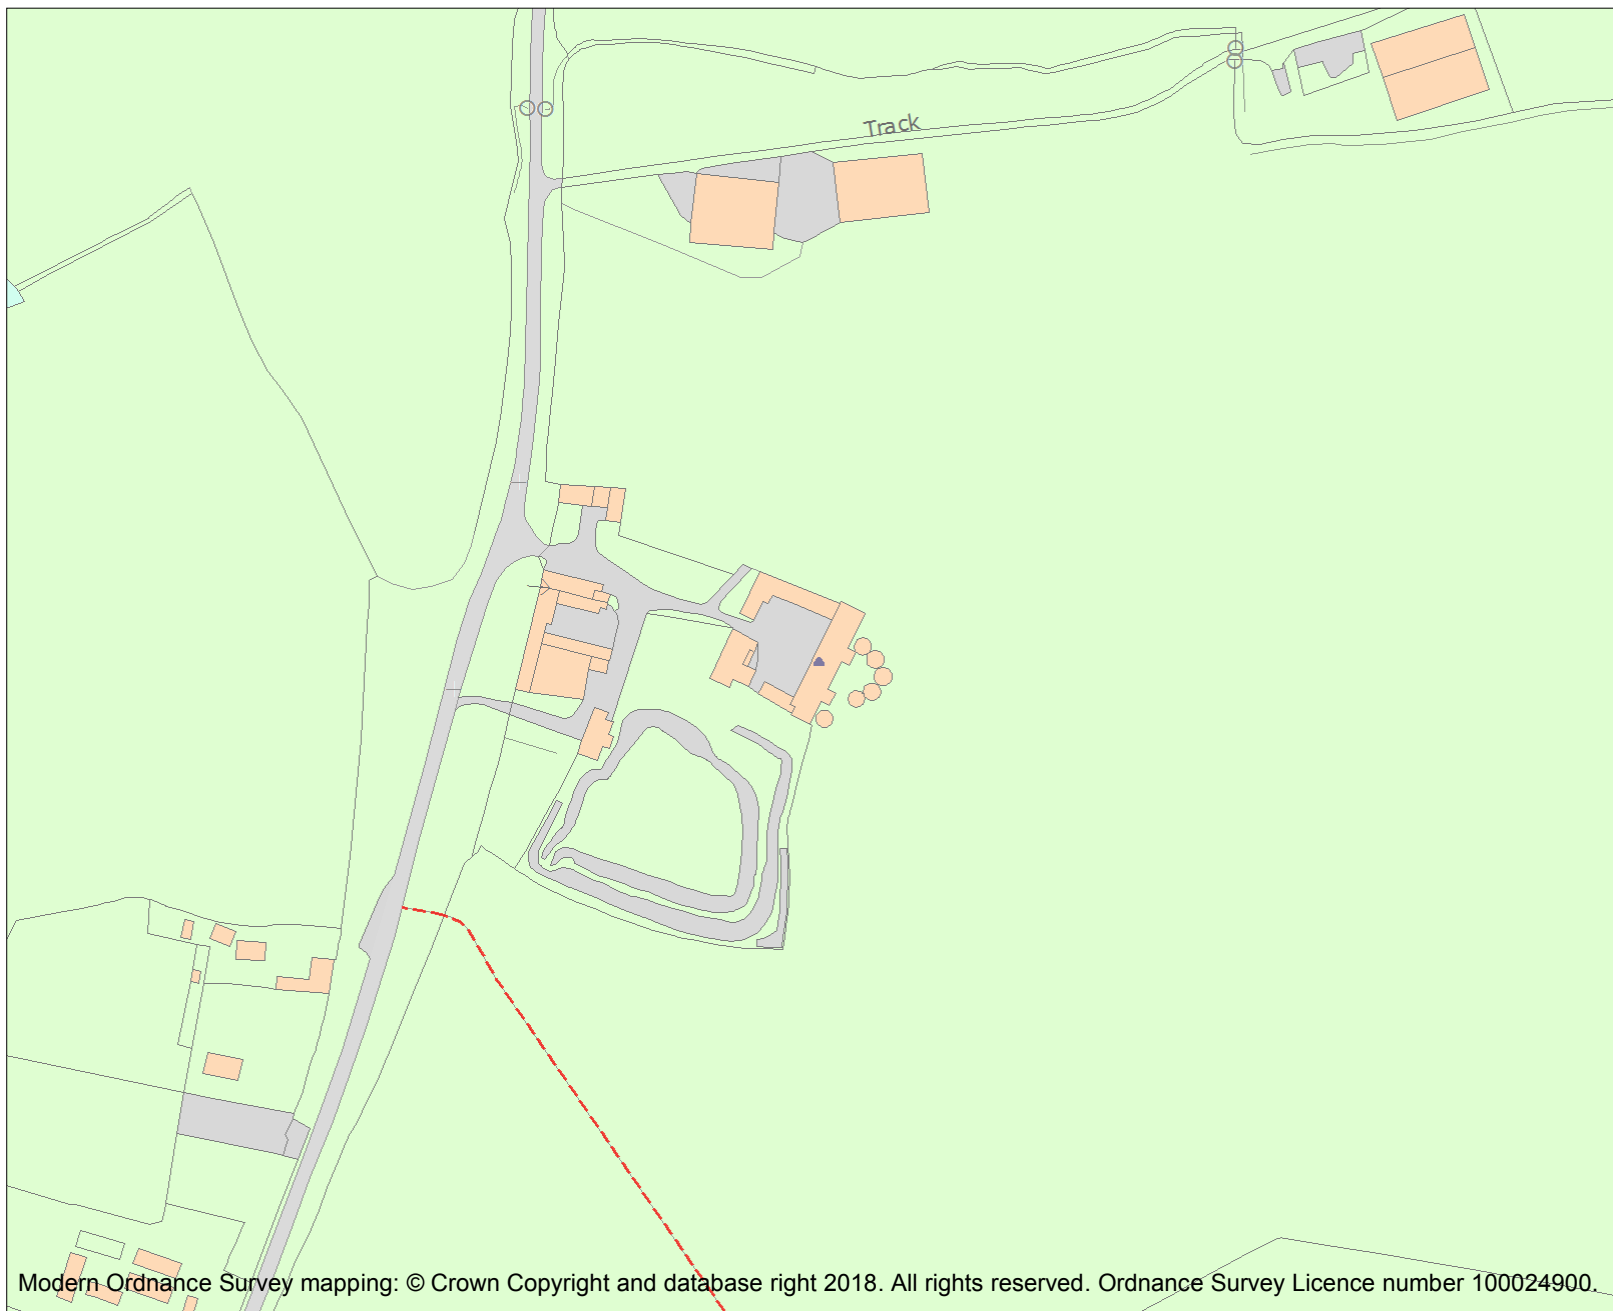 Track
Modern Ordnance Survey mapping: © Crown Copyright and database right 2018. All rights reserved. Ordnance Survey Licence number 100024900.